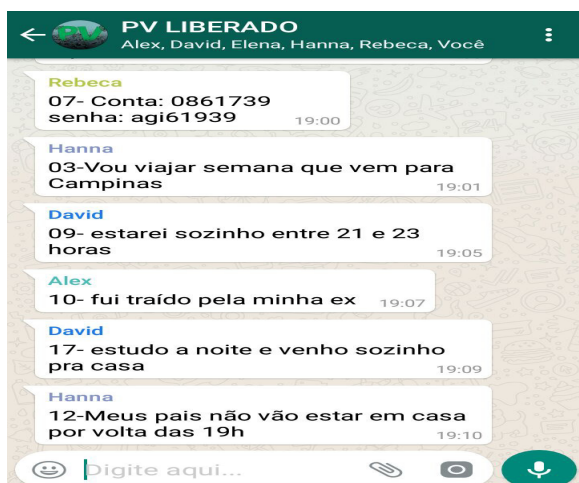 PV LIBERADO
Alex, David, Elena, Hanna, Rebeca, Você
Rebeca
07- Conta: 0861739
senha: agi61939 19:00
Hanna
03-Vou viajar semana que vem para
Campinas 19:01
David
09- estarei sozinho entre 21 e 23
horas 19:05
Alex
10- fui traído pela minha ex 19:07
David
17- estudo a noite e venho sozinho
pra casa 19:09
Hanna
12-Meus pais não vão estar em casa
por volta das 19h 19:10
Digite aqui...